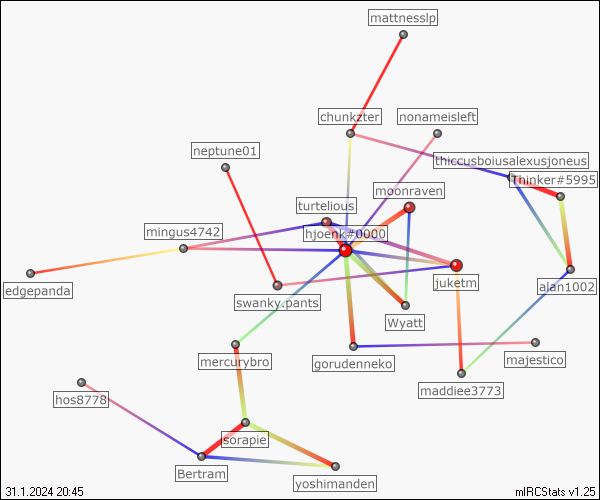 mattnesslp
chunkzter
nonameisleft
neptune01
thiccusboiusalexusjoneus
Thinker#5995
moonraven
turtelious
mingus4742
hjoenk#0000
edgepanda
swanky.pants
juketm
alan1002
Wyatt
mercurybro
gorudenneko
majestico
maddiee3773
hos8778
sorapie
Bertram
yoshimanden
31.1.2024 20:45
mIRCStats v1.25